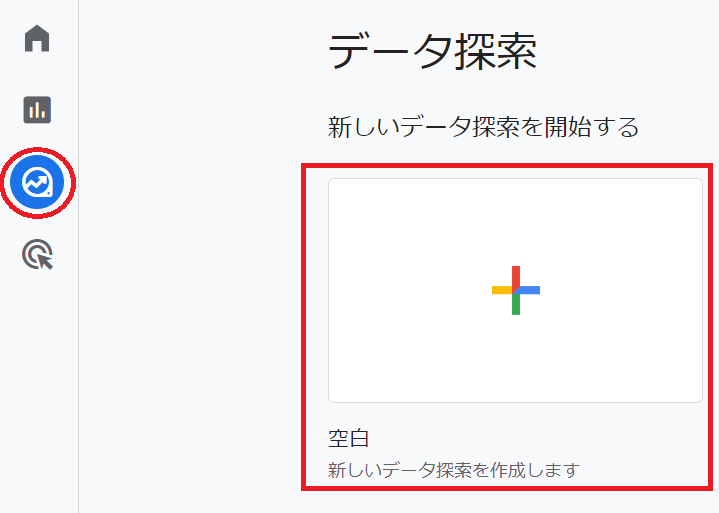 データ探索
新しいデータ探索を開始する
空白
新しいデータ探索を作成します